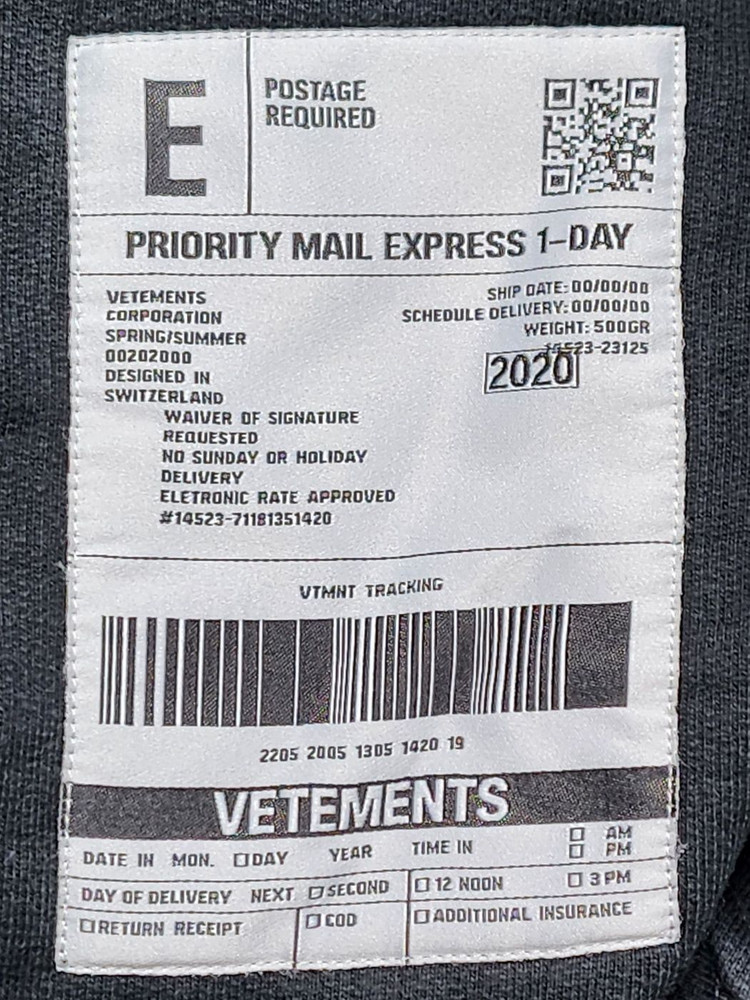 E
POSTAGE
REQUIRED
PRIORITY MAIL EXPRESS 1-DAY
VETEMENTS
CORPORATION
SPRING/SUMMER
00202000
DESIGNED IN
SWITZERLAND
SHIP DATE: 00/00/00
SCHEDULE DELIVERY: 00/00/00
WEIGHT: 500GR
14523-23125
2020
WAIVER OF SIGNATURE
REQUESTED
NO SUNDAY OR HOLIDAY
DELIVERY
ELETRONIC RATE APPROVED
#14523-71181351420
VTMNT TRACKING
2205 2005 1305 1420 19
VETEMENTS
DATE IN MON. DAY YEAR TIME IN AM
PM
DAY OF DELIVERY NEXT SECOND 12 NOON 3 PM
RETURN RECEIPT COD ADDITIONAL INSURANCE